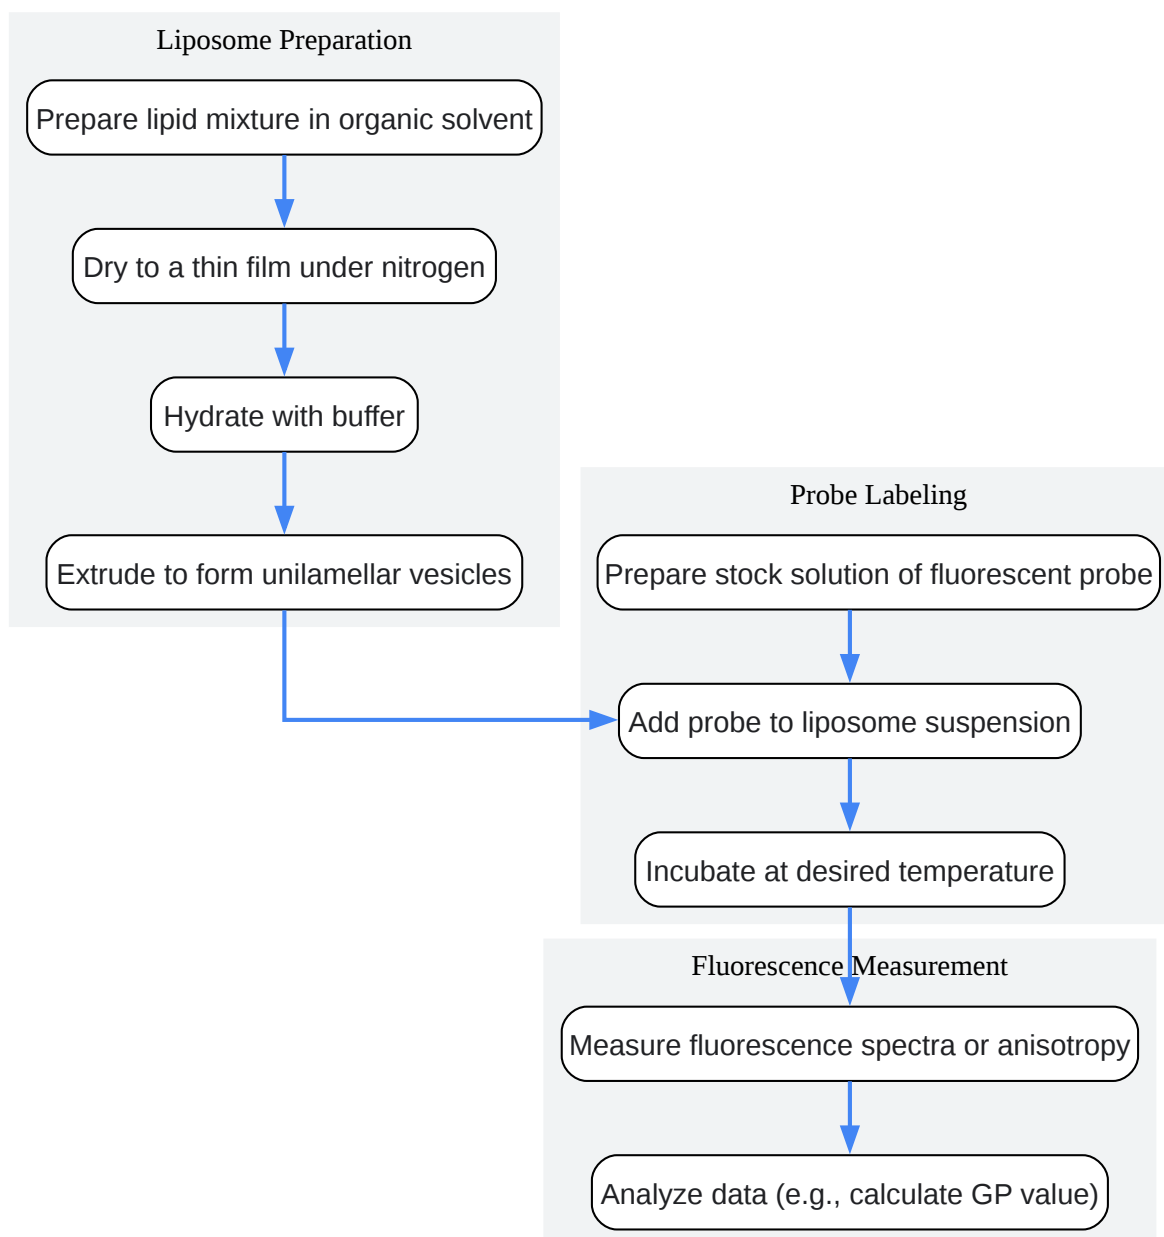 Liposome Preparation
Prepare lipid mixture in organic solvent
Dry to a thin film under nitrogen
Hydrate with buffer
Extrude to form unilamellar vesicles
Probe Labeling
Prepare stock solution of fluorescent probe
Add probe to liposome suspension
Incubate at desired temperature
Fluorescence Measurement
Measure fluorescence spectra or anisotropy
Analyze data (e.g., calculate GP value)